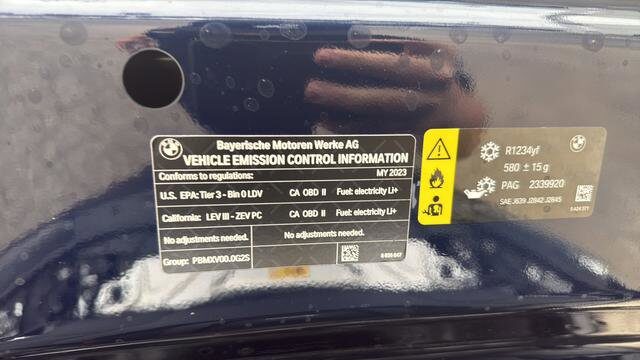 BMW
Bayerische Motoren Werke AG
VEHICLE EMISSION CONTROL INFORMATION
Conforms to regulations: MY 2023
U.S. EPA: Tier 3 - Bin 0 LDV CA OBD II Fuel: electricity Li+
California: LEV III - ZEV PC CA OBD II Fuel: electricity Li+
No adjustments needed. No adjustments needed.
Group: PBMXV00.0G2S
R1234yf
580 ± 15 g
PAG 2339920
SAE J639 J2842 J2845